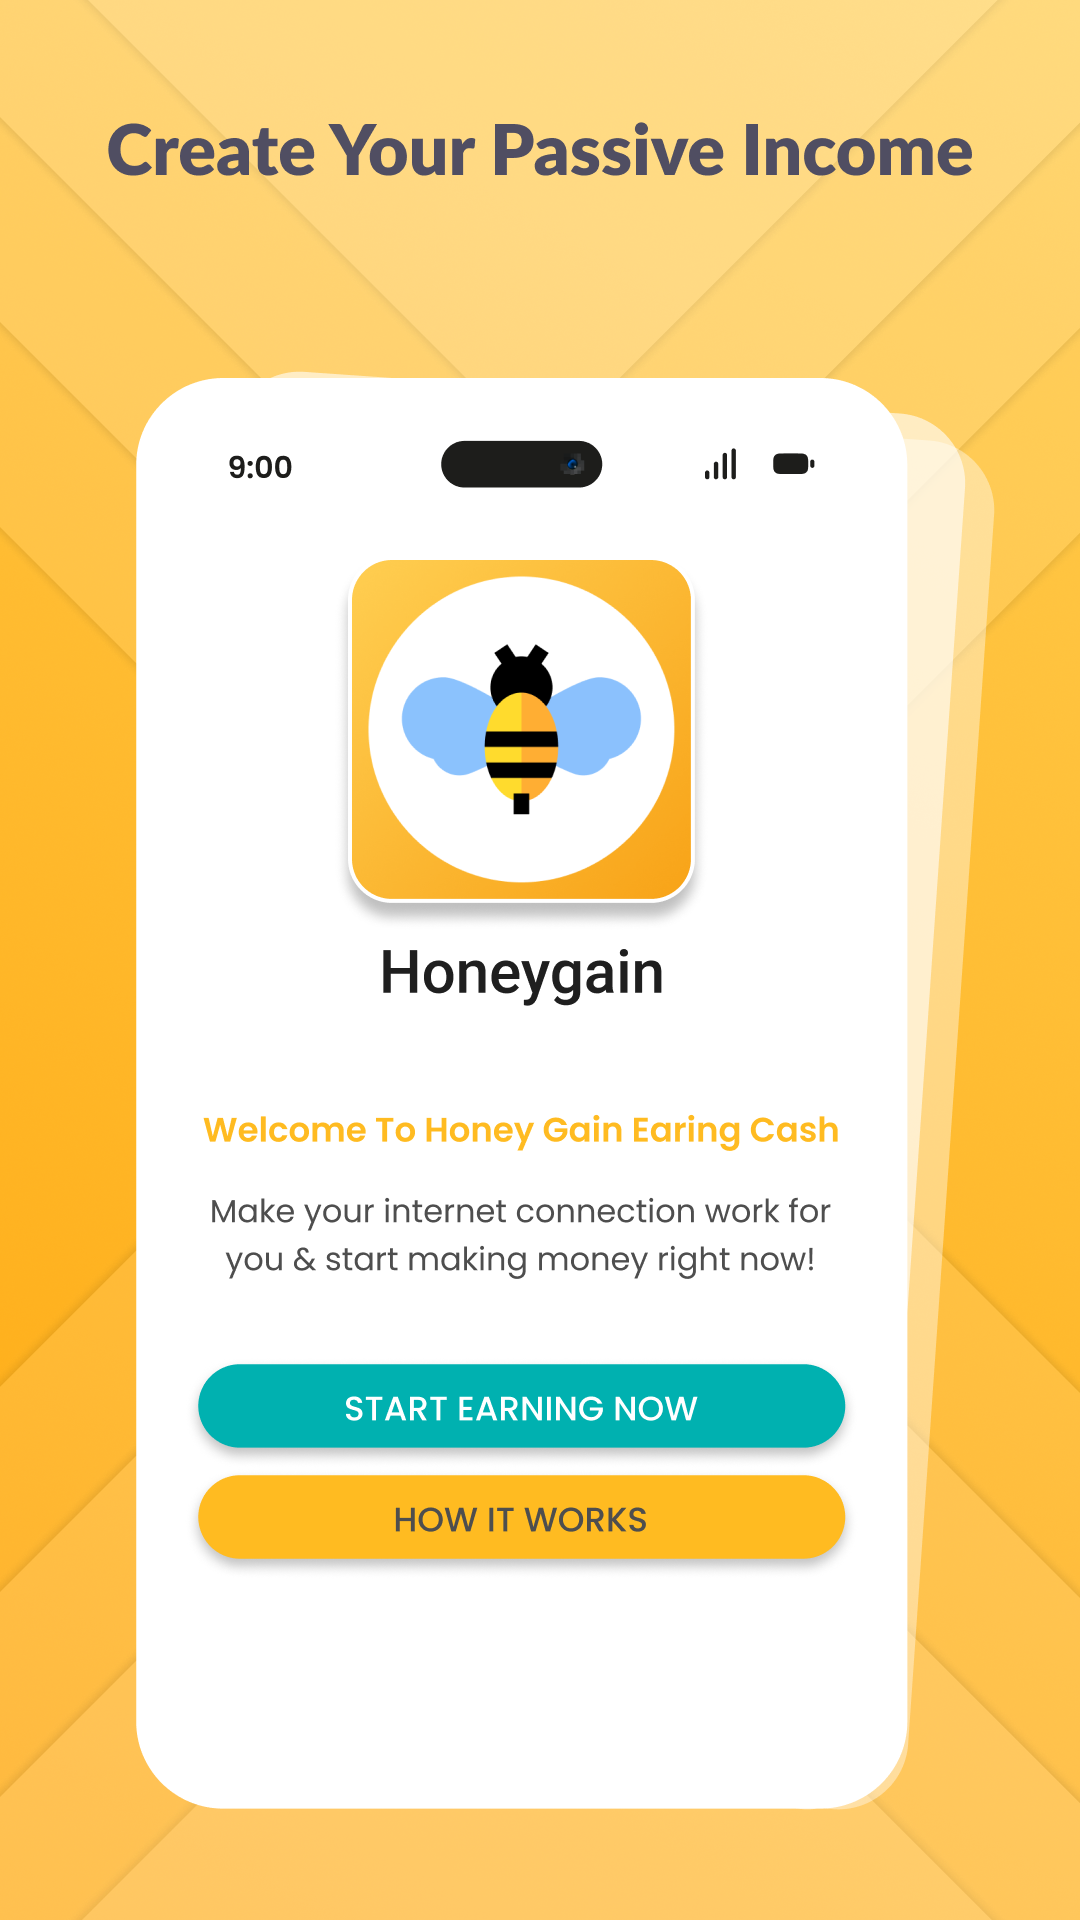 Create Your Passive Income
9:00
Honeygain
Welcome To Honey Gain Earing Cash
Make your internet connection work for
you & start making money right now!
START EARNING NOW
HOW IT WORKS